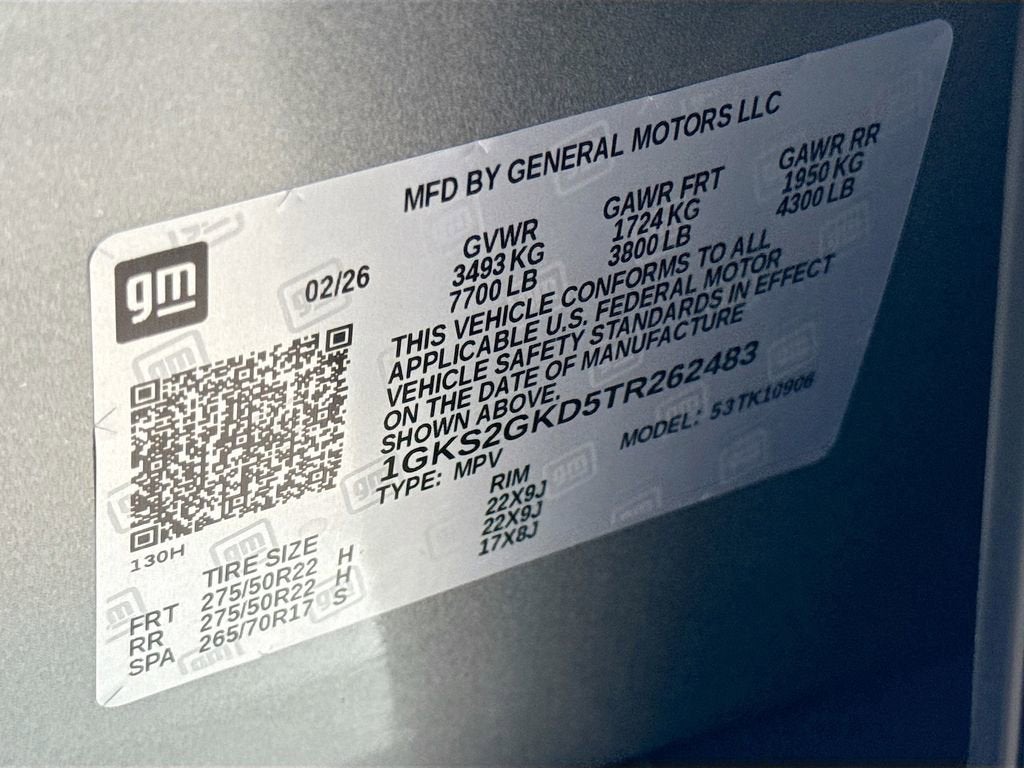 MFD BY GENERAL MOTORS LLC
gm
02/26
GVWR GAWR FRT GAWR RR
3493 KG 1724 KG 1950 KG
7700 LB 3800 LB 4300 LB
THIS VEHICLE CONFORMS TO ALL
APPLICABLE U.S. FEDERAL MOTOR
VEHICLE SAFETY STANDARDS IN EFFECT
ON THE DATE OF MANUFACTURE
SHOWN ABOVE.
1GKS2GKD5TR262483
TYPE: MPV MODEL: 53 TK10906
130H
TIRE SIZE RIM
FRT 275/50R22 H 22X9J
RR 275/50R22 H 22X9J
SPA 265/70R17 S 17X8J